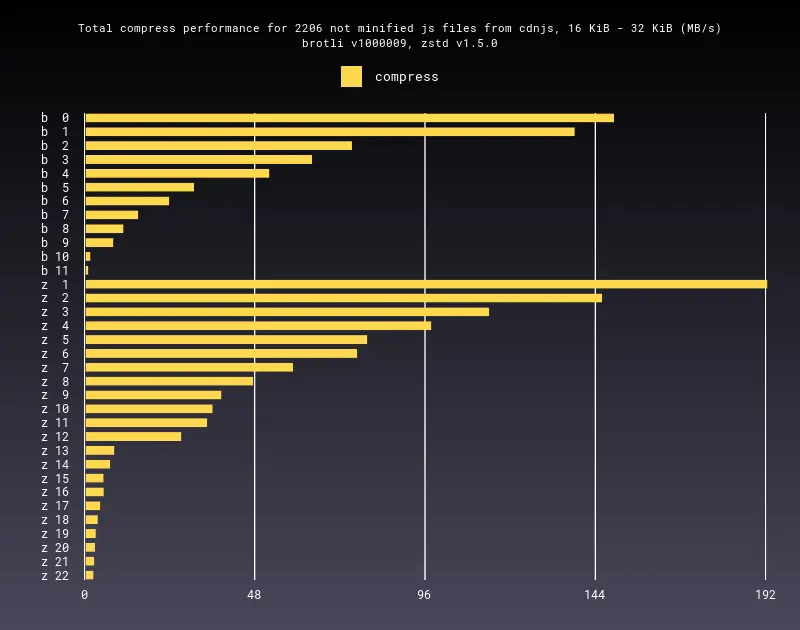 Total compress performance for 2206 not minified js files from cdnjs, 16 KiB - 32 KiB (MB/s)
brotli v1000009, zstd v1.5.0
compress
b 0
b 1
b 2
b 3
b 4
b 5
b 6
b 7
b 8
b 9
b 10
b 11
z 1
z 2
z 3
z 4
z 5
z 6
z 7
z 8
z 9
z 10
z 11
z 12
z 13
z 14
z 15
z 16
z 17
z 18
z 19
z 20
z 21
z 22
0 48 96 144 192